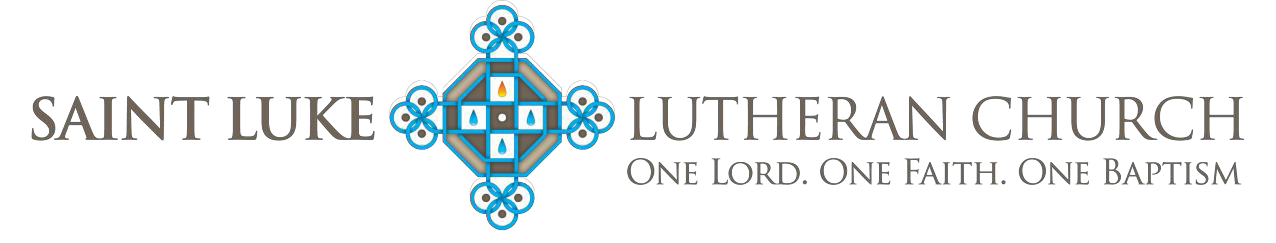 SAINT LUKE LUTHERAN CHURCH
ONE LORD. ONE FAITH. ONE BAPTISM